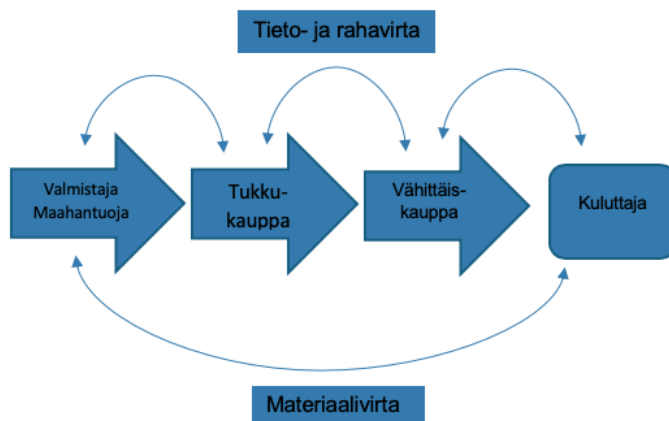 Tieto- ja rahavirta
Valmistaja
Maahantuoja
Tukku-
kauppa
Vähittäis-
kauppa
Kuluttaja
Materiaalivirta